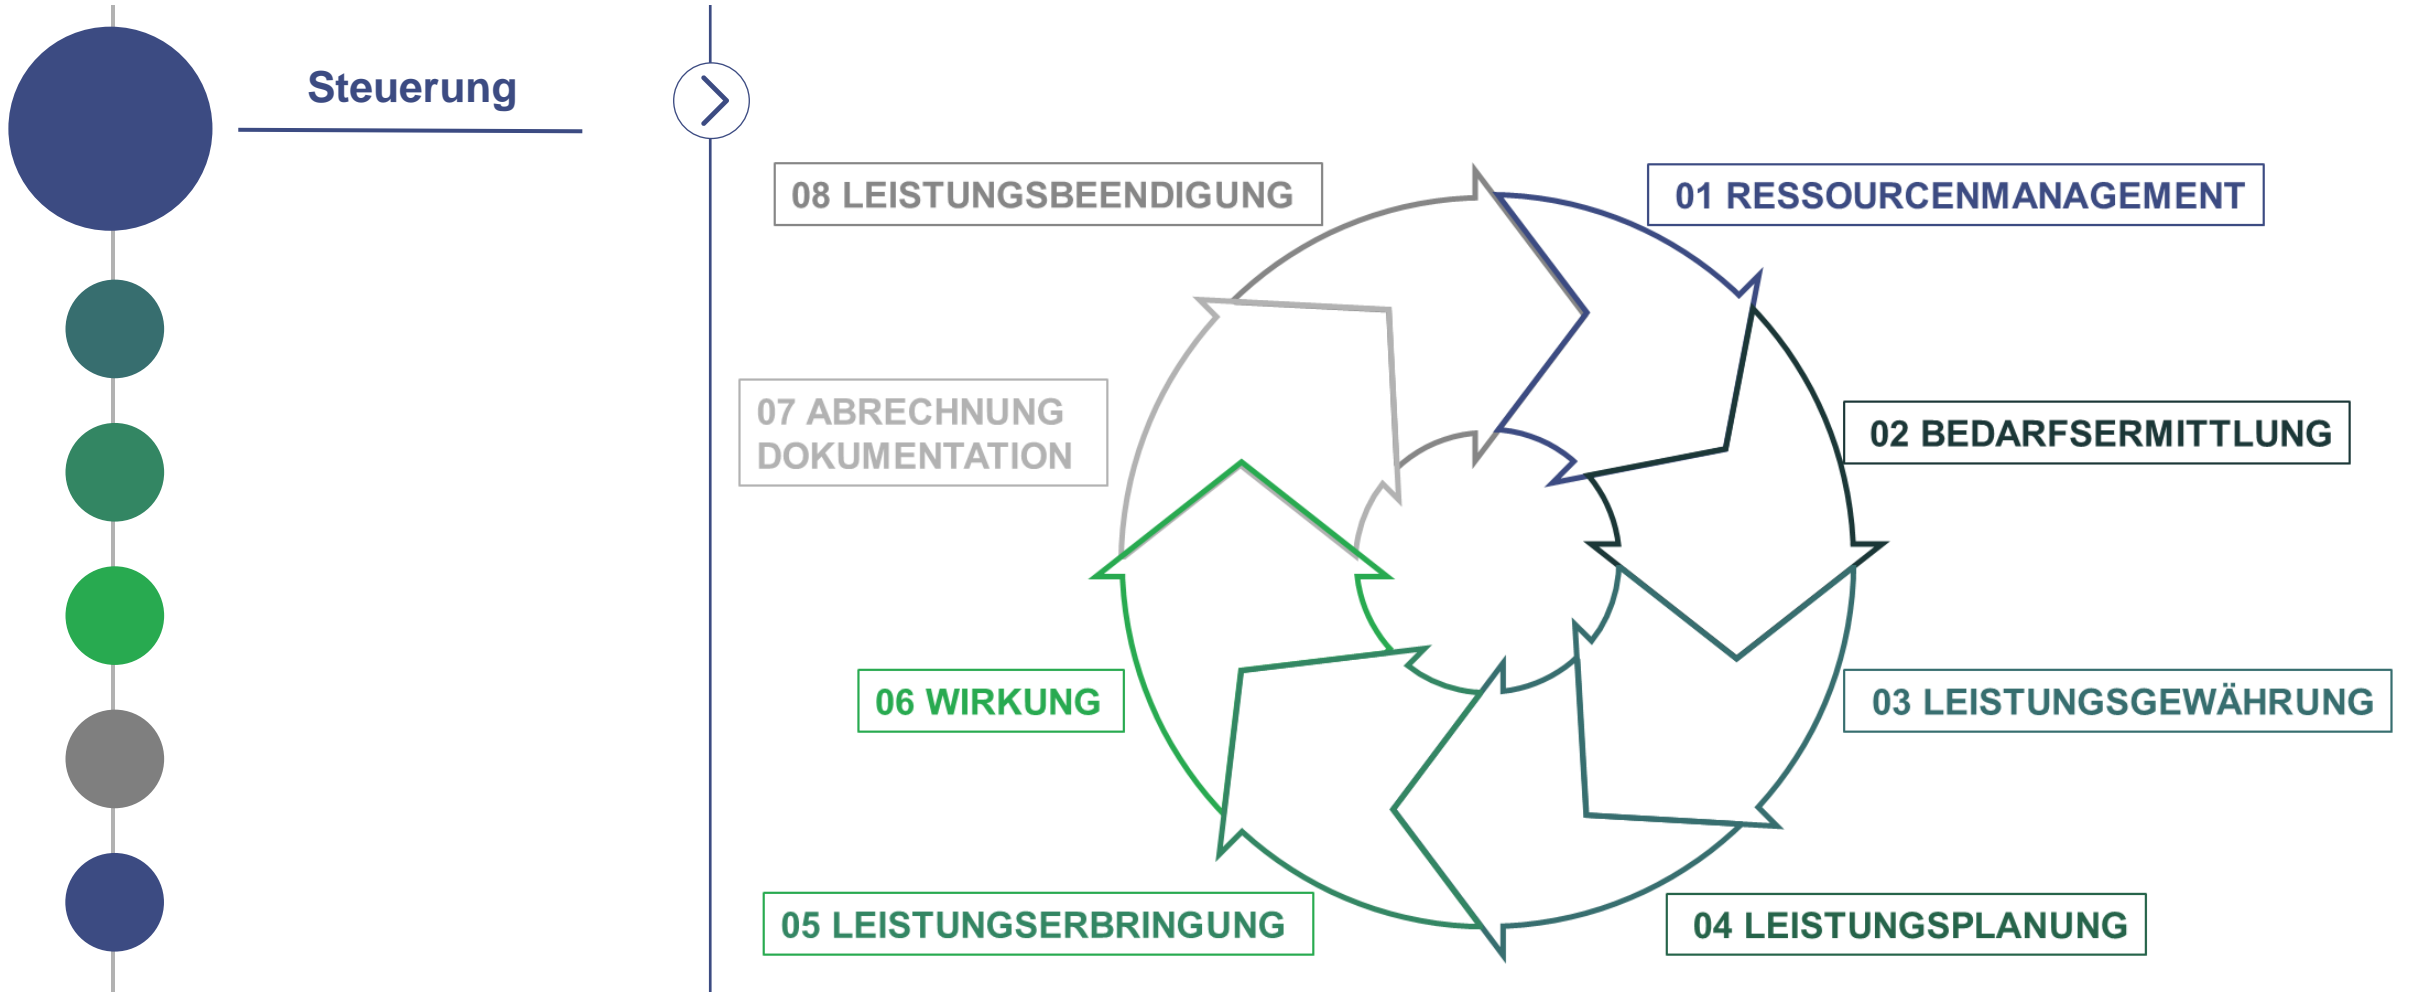 Steuerung
08 LEISTUNGSBEENDIGUNG
01 RESSOURCENMANAGEMENT
07 ABRECHNUNG
DOKUMENTATION
02 BEDARFSERMITTLUNG
06 WIRKUNG
03 LEISTUNGSGEWÄHRUNG
05 LEISTUNGSERBRINGUNG
04 LEISTUNGSPLANUNG